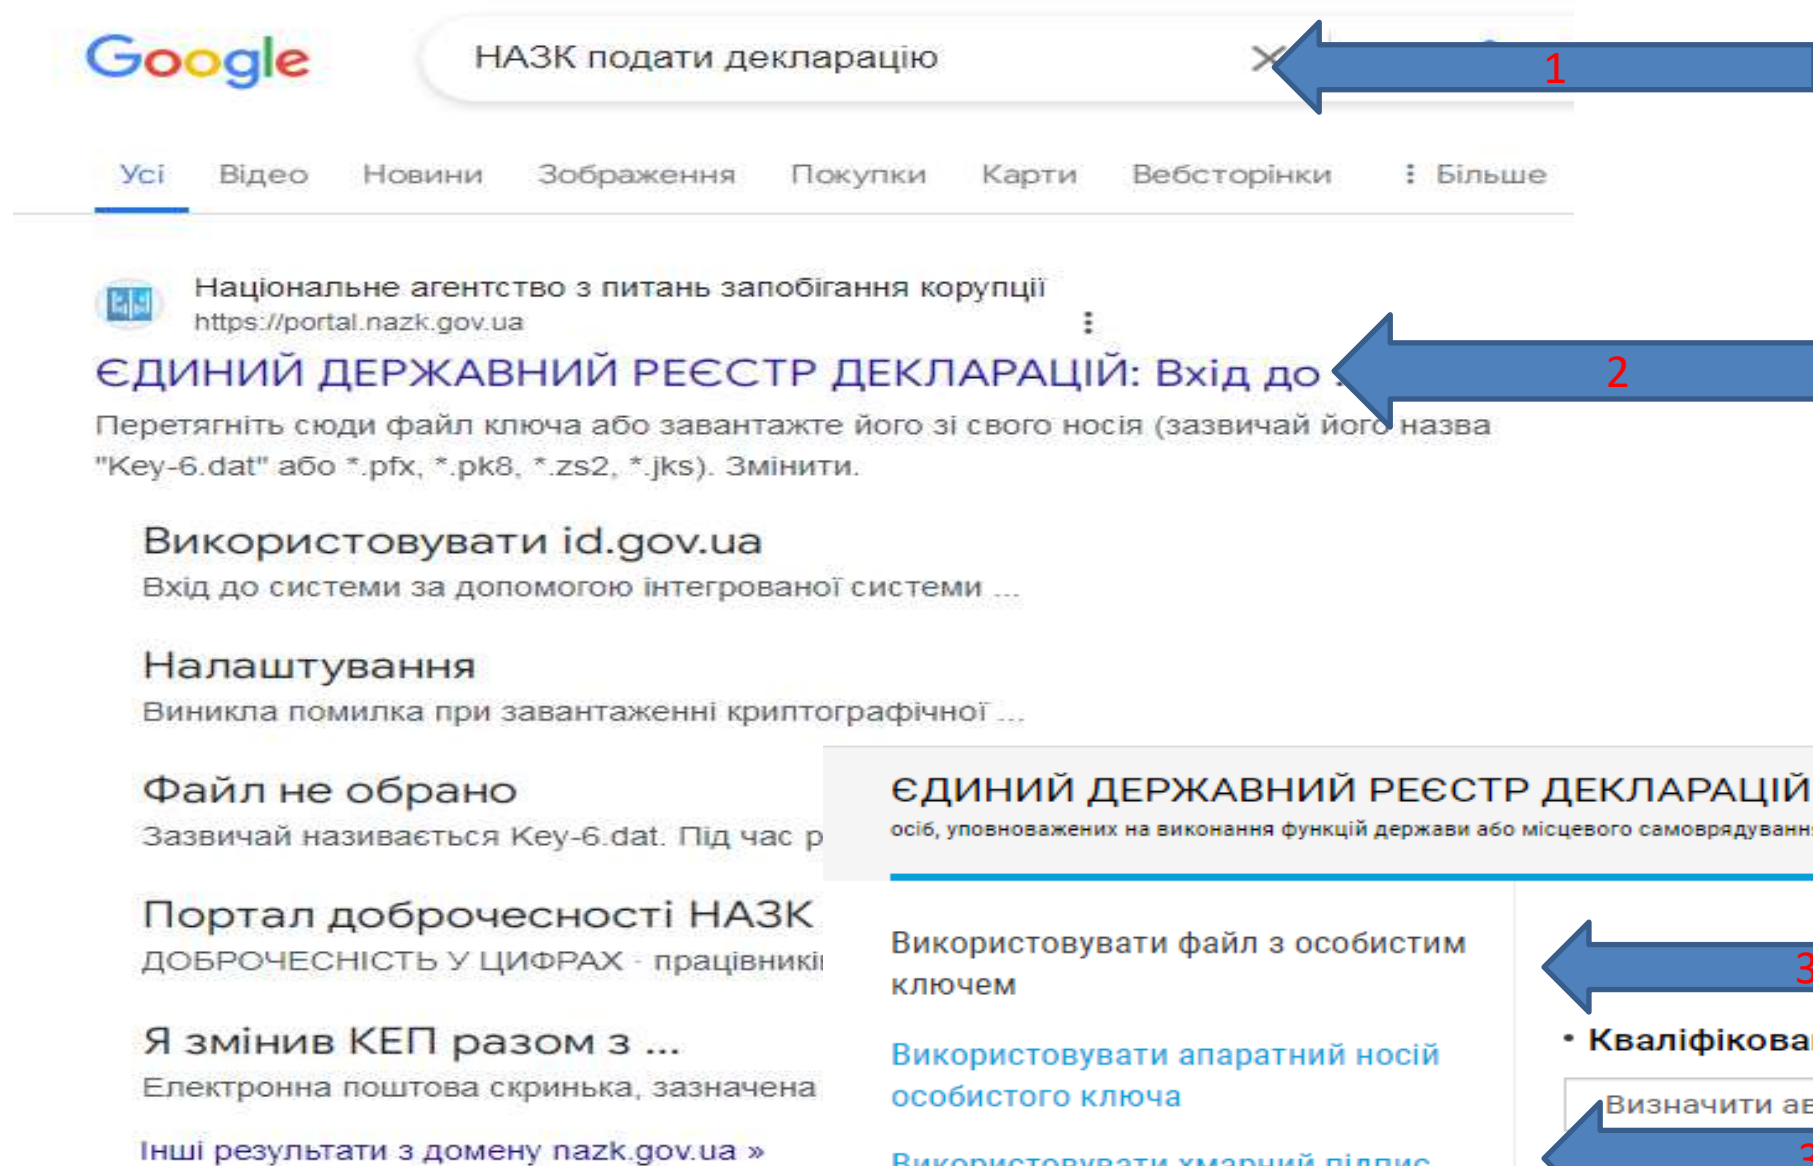 Google
НАЗК подати декларацію
1
Усі Відео Новини Зображення Покупки Карти Вебсторінки Більше
Національне агентство з питань запобігання корупції
https://portal.nazk.gov.ua
ЄДИНИЙ ДЕРЖАВНИЙ РЕЄСТР ДЕКЛАРАЦІЙ: Вхід до
2
Перетягніть сюди файл ключа або завантажте його зі свого носія (зазвичай його назва
"Key-6.dat" або *.pfx, *.pk8, *.zs2, *.jks). Змінити.
Використовувати id.gov.ua
Вхід до системи за допомогою інтегрованої системи ...
Налаштування
Виникла помилка при завантаженні криптографічної ...
Файл не обрано
Зазвичай називається Key-6.dat. Під час
Портал доброчесності НАЗК
ДОБРОЧЕСНІСТЬ У ЦИФРАХ ·
Я змінив КЕП разом з ...
Електронна поштова скринька, зазначена
Інші результати з домену nazk.gov.ua »
ЄДИНИЙ ДЕРЖАВНИЙ РЕЄСТР ДЕКЛАРАЦІЙ
осіб, уповноважених на виконання функцій держави або місцевого самоврядування
Використовувати файл з особистим
ключем
3
Використовувати апаратний носій
особистого ключа
Визначити
Використовувати хмарний підпис
3